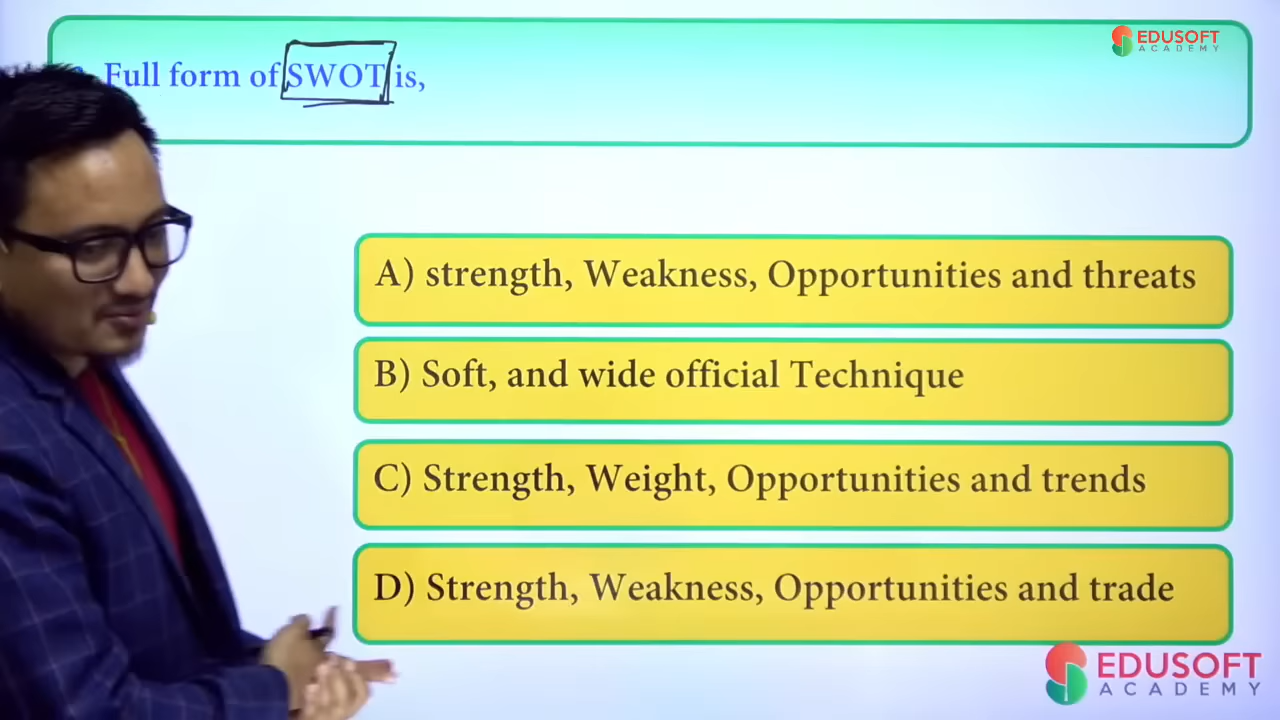 EDUSOFT
ACADEMY
Full form of SWOT is,
A) strength, Weakness, Opportunities and threats
B) Soft, and wide official Technique
C) Strength, Weight, Opportunities and trends
D) Strength, Weakness, Opportunities and trade
EDUSOFT
ACADEMY